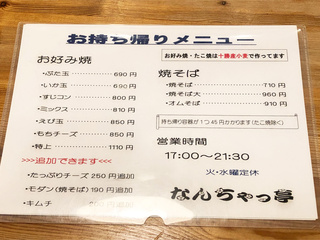 お持ち帰りメニュー
お好み焼
・ぶた玉‥‥‥‥690円
・いか玉‥‥‥‥690円
・すじコン‥‥‥800円
・ミックス‥‥‥810円
・えび玉‥‥‥‥850円
・もちチーズ‥‥850円
・特上‥‥‥‥1110円
>>>追加できます>>>
・たっぷりチーズ250円追加
・モダン(焼そば)190円追加
・キムチ
お好み焼・たこ焼は十勝産小麦で作ってます
焼そば
・焼そば‥‥‥‥710円
・焼そば大‥‥‥960円
・オムそば‥‥‥910円
持ち帰り容器が1つ45円かかります(たこ焼除く)
営業時間
17:00〜21:30
火・水曜定休
なんちゃっ亭